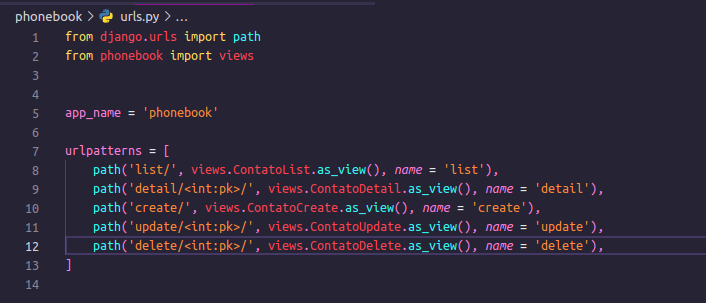 phonebook > urls.py > ...
1 from django.urls import path
2 from phonebook import views
3
4
5 app_name = 'phonebook'
6
7 urlpatterns = [
8 path('list/', views.ContatoList.as_view(), name = 'list'),
9 path('detail/<int:pk>/', views.ContatoDetail.as_view(), name = 'detail'),
10 path('create/', views.ContatoCreate.as_view(), name = 'create'),
11 path('update/<int:pk>/', views.ContatoUpdate.as_view(), name = 'update'),
12 path('delete/<int:pk>/', views.ContatoDelete.as_view(), name = 'delete'),
13 ]
14